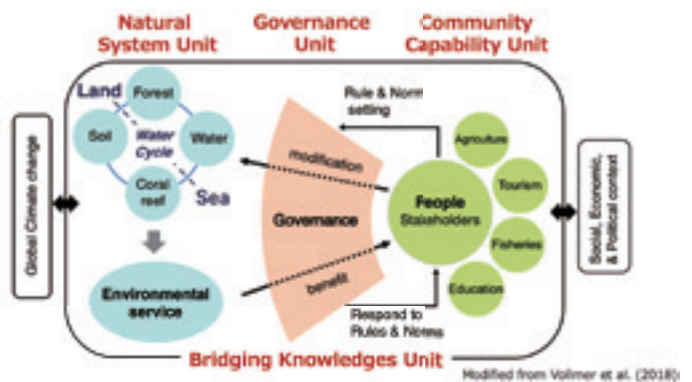 Natural
System Unit
Governance
Unit
Community
Capability Unit
Land
Forest
Soil
Water
Cycle
Water
Coral
reef
Sea
Environmental
service
Rule & Norm
setting
modification
Governance
benefit
Respond to
Rules & Norms
People
Stakeholders
Agriculture
Tourism
Fisheries
Education
Global Climate change
Social, Economic,
& Political context
Bridging Knowledges Unit
Modified from Vollmer et al. (2018)